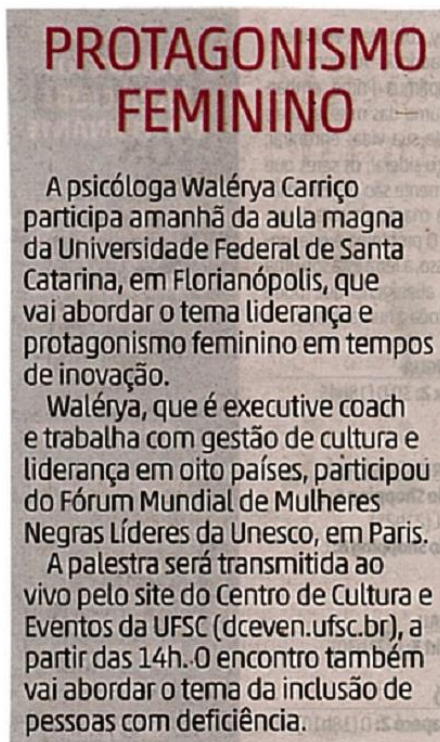 PROTAGONISMO
FEMININO
A psicóloga Walérya Carriço
participa amanhã da aula magna
da Universidade Federal de Santa
Catarina, em Florianópolis, que
vai abordar o tema liderança e
protagonismo feminino em tempos
de inovação.
Walérya, que é executive coach
e trabalha com gestão de cultura e
liderança em oito países, participou
do Fórum Mundial de Mulheres
Negras Líderes da Unesco, em Paris.
A palestra será transmitida ao
vivo pelo site do Centro de Cultura e
Eventos da UFSC (dceven.ufsc.br), a
partir das 14h. O encontro também
vai abordar o tema da inclusão de
pessoas com deficiência.